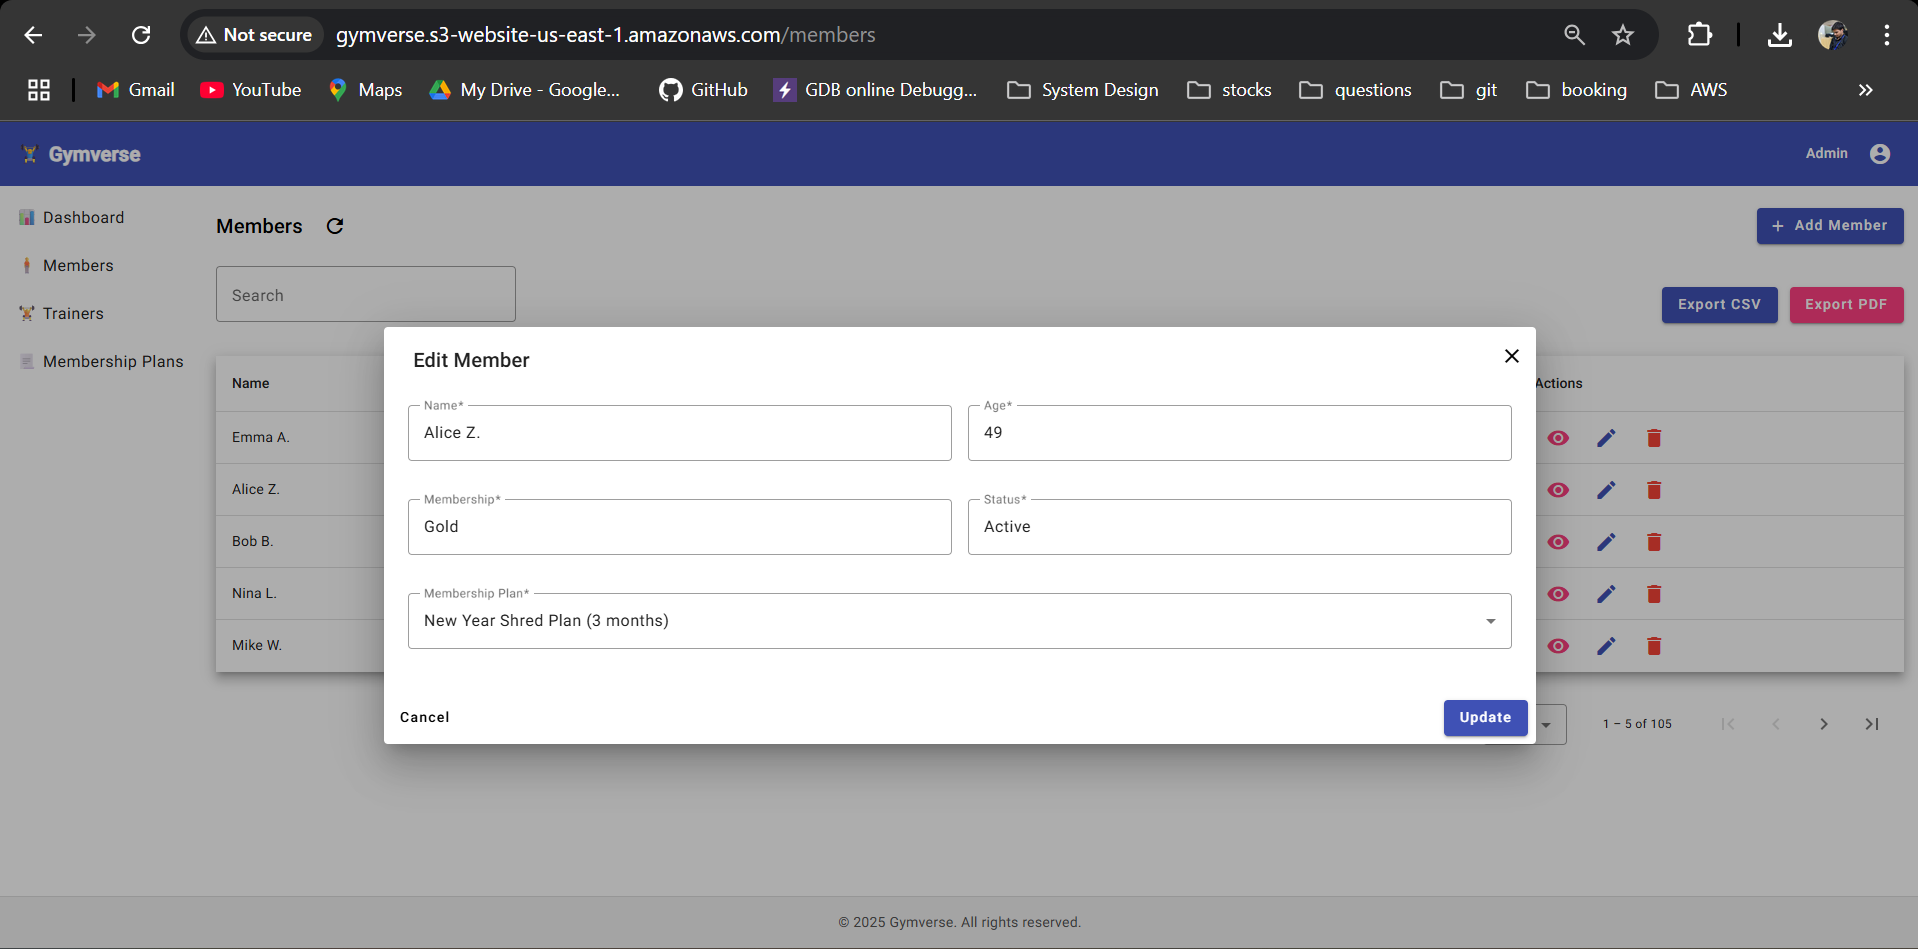 Not secure gymverse.s3-website-us-east-1.amazonaws.com/members
Gmail YouTube Maps My Drive - Google... GitHub GDB online Debugg... System Design stocks questions git booking AWS
Gymverse Admin
Dashboard
Members
Trainers
Membership Plans
Members
+ Add Member
Search
Export CSV Export PDF
Name Actions
Emma A.
Alice Z.
Bob B.
Nina L.
Mike W.
Edit Member
Name*
Alice Z.
Age*
49
Membership*
Gold
Status*
Active
Membership Plan*
New Year Shred Plan (3 months)
Cancel Update
1 – 5 of 105
© 2025 Gymverse. All rights reserved.